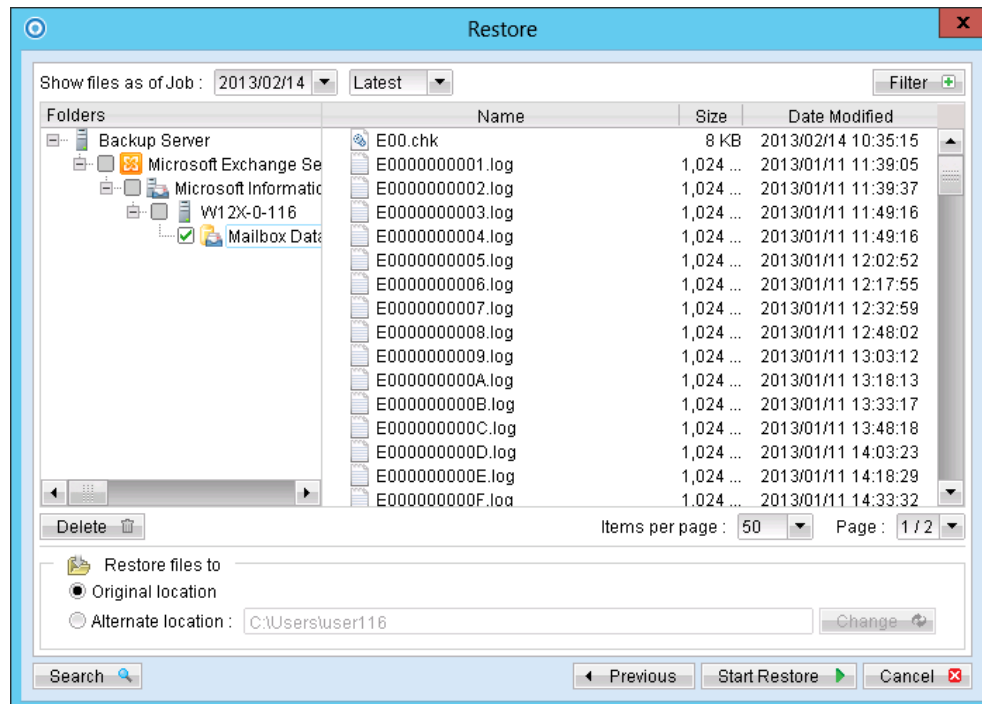 Restore
x
Show files as of Job : 2013/02/14 Latest Filter
Folders Name Size Date Modified
Backup Server E00.chk 8 KB 2013/02/14 10:35:15
Microsoft Exchange Se E0000000001.log 1,024 ... 2013/01/11 11:39:05
Microsoft Informatic E0000000002.log 1,024 ... 2013/01/11 11:39:37
W12X-0-116 E0000000003.log 1,024 ... 2013/01/11 11:49:16
Mailbox Data E0000000004.log 1,024 ... 2013/01/11 11:49:16
E0000000005.log 1,024 ... 2013/01/11 12:02:52
E0000000006.log 1,024 ... 2013/01/11 12:17:55
E0000000007.log 1,024 ... 2013/01/11 12:32:59
E0000000008.log 1,024 ... 2013/01/11 12:48:02
E0000000009.log 1,024 ... 2013/01/11 13:03:12
E000000000A.log 1,024 ... 2013/01/11 13:18:13
E000000000B.log 1,024 ... 2013/01/11 13:33:17
E000000000C.log 1,024 ... 2013/01/11 13:48:18
E000000000D.log 1,024 ... 2013/01/11 14:03:23
E000000000E.log 1,024 ... 2013/01/11 14:18:29
E000000000F.log 1,024 ... 2013/01/11 14:33:32
Delete Items per page : 50 Page : 1 / 2
Restore files to
Original location
Alternate location : C:\Users\user116 Change
Search Previous Start Restore Cancel